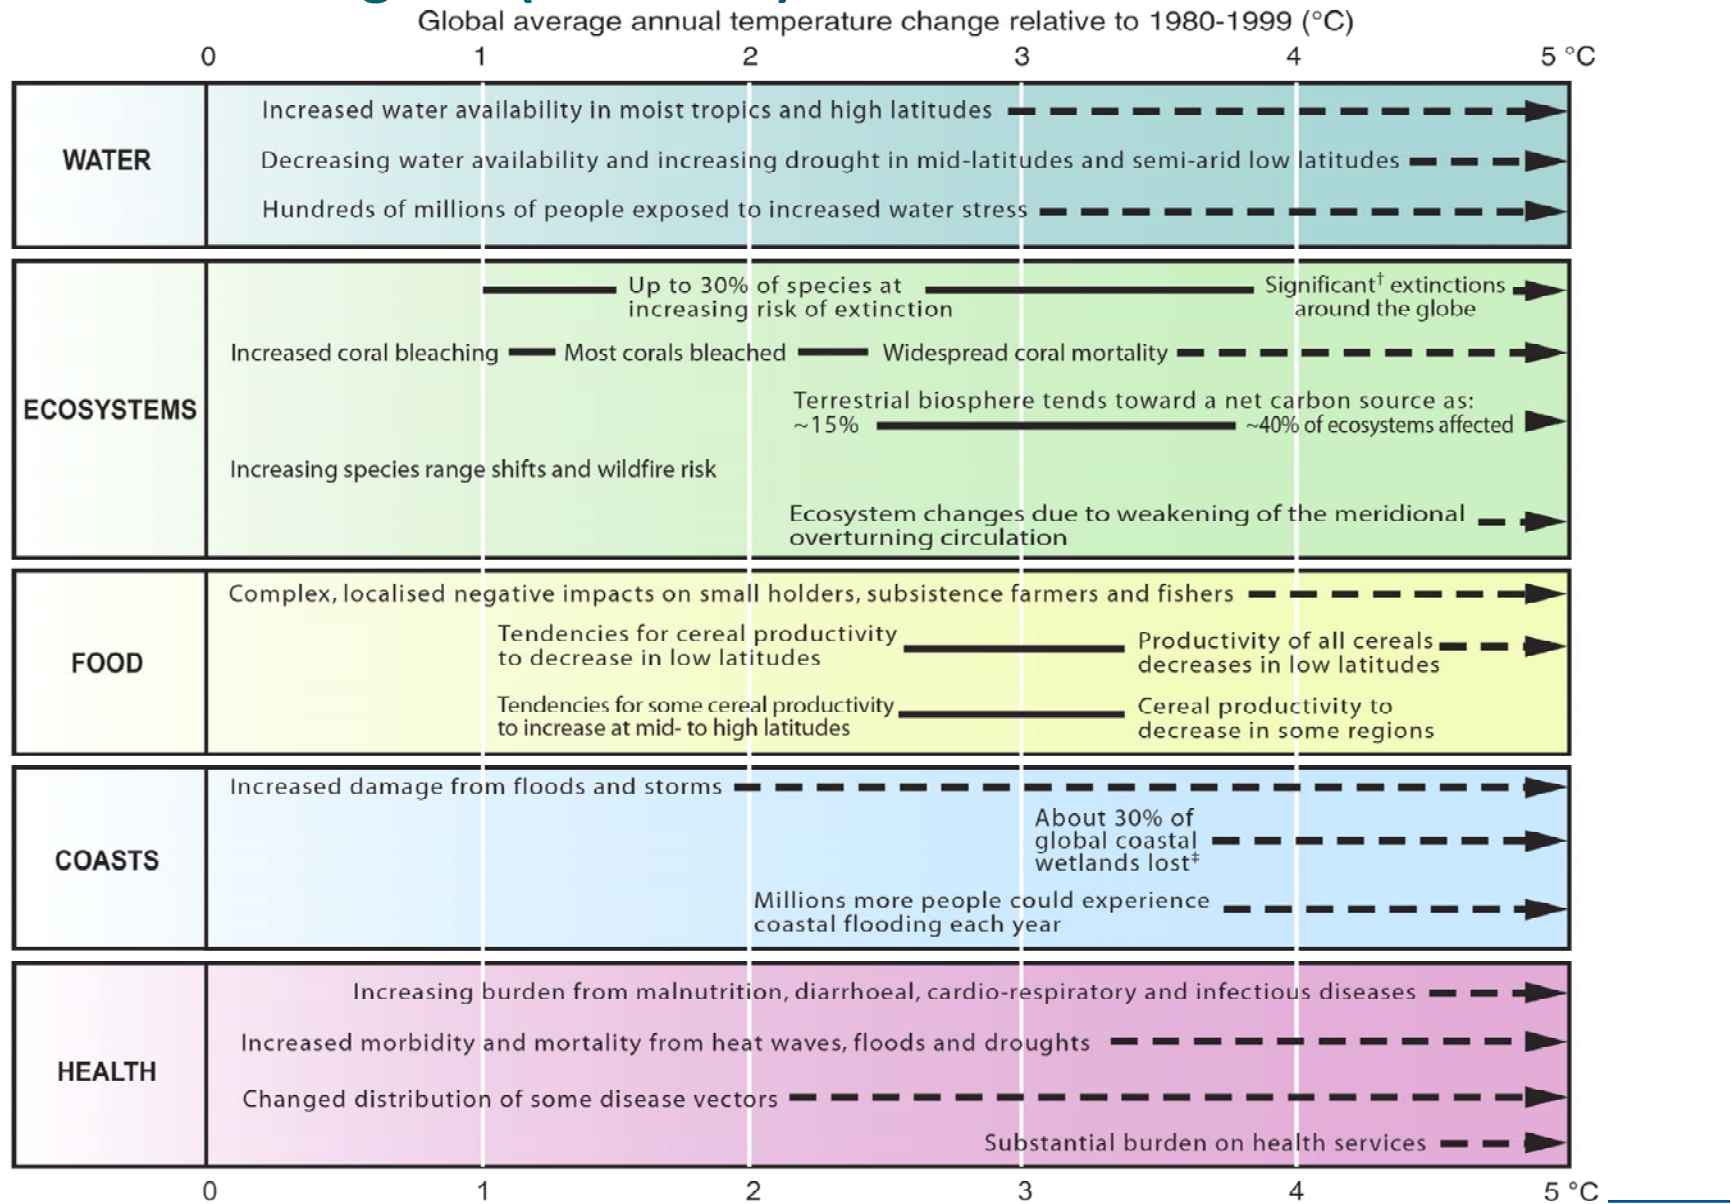 Global average annual temperature change relative to 1980-1999 (°C)
0 1 2 3 4 5 °C
WATER
Increased water availability in moist tropics and high latitudes
Decreasing water availability and increasing drought in mid-latitudes and semi-arid low latitudes
Hundreds of millions of people exposed to increased water stress
ECOSYSTEMS
Up to 30% of species at
increasing risk of extinction
Significant† extinctions
around the globe
Increased coral bleaching Most corals bleached Widespread coral mortality
Terrestrial biosphere tends toward a net carbon source as:
~15% ~40% of ecosystems affected
Increasing species range shifts and wildfire risk
Ecosystem changes due to weakening of the meridional
overturning circulation
FOOD
Complex, localised negative impacts on small holders, subsistence farmers and fishers
Tendencies for cereal productivity
to decrease in low latitudes
Productivity of all cereals
decreases in low latitudes
Tendencies for some cereal productivity
to increase at mid- to high latitudes
Cereal productivity to
decrease in some regions
COASTS
Increased damage from floods and storms
About 30% of
global coastal
wetlands lost‡
Millions more people could experience
coastal flooding each year
HEALTH
Increasing burden from malnutrition, diarrhoeal, cardio-respiratory and infectious diseases
Increased morbidity and mortality from heat waves, floods and droughts
Changed distribution of some disease vectors
Substantial burden on health services
0 1 2 3 4 5 °C